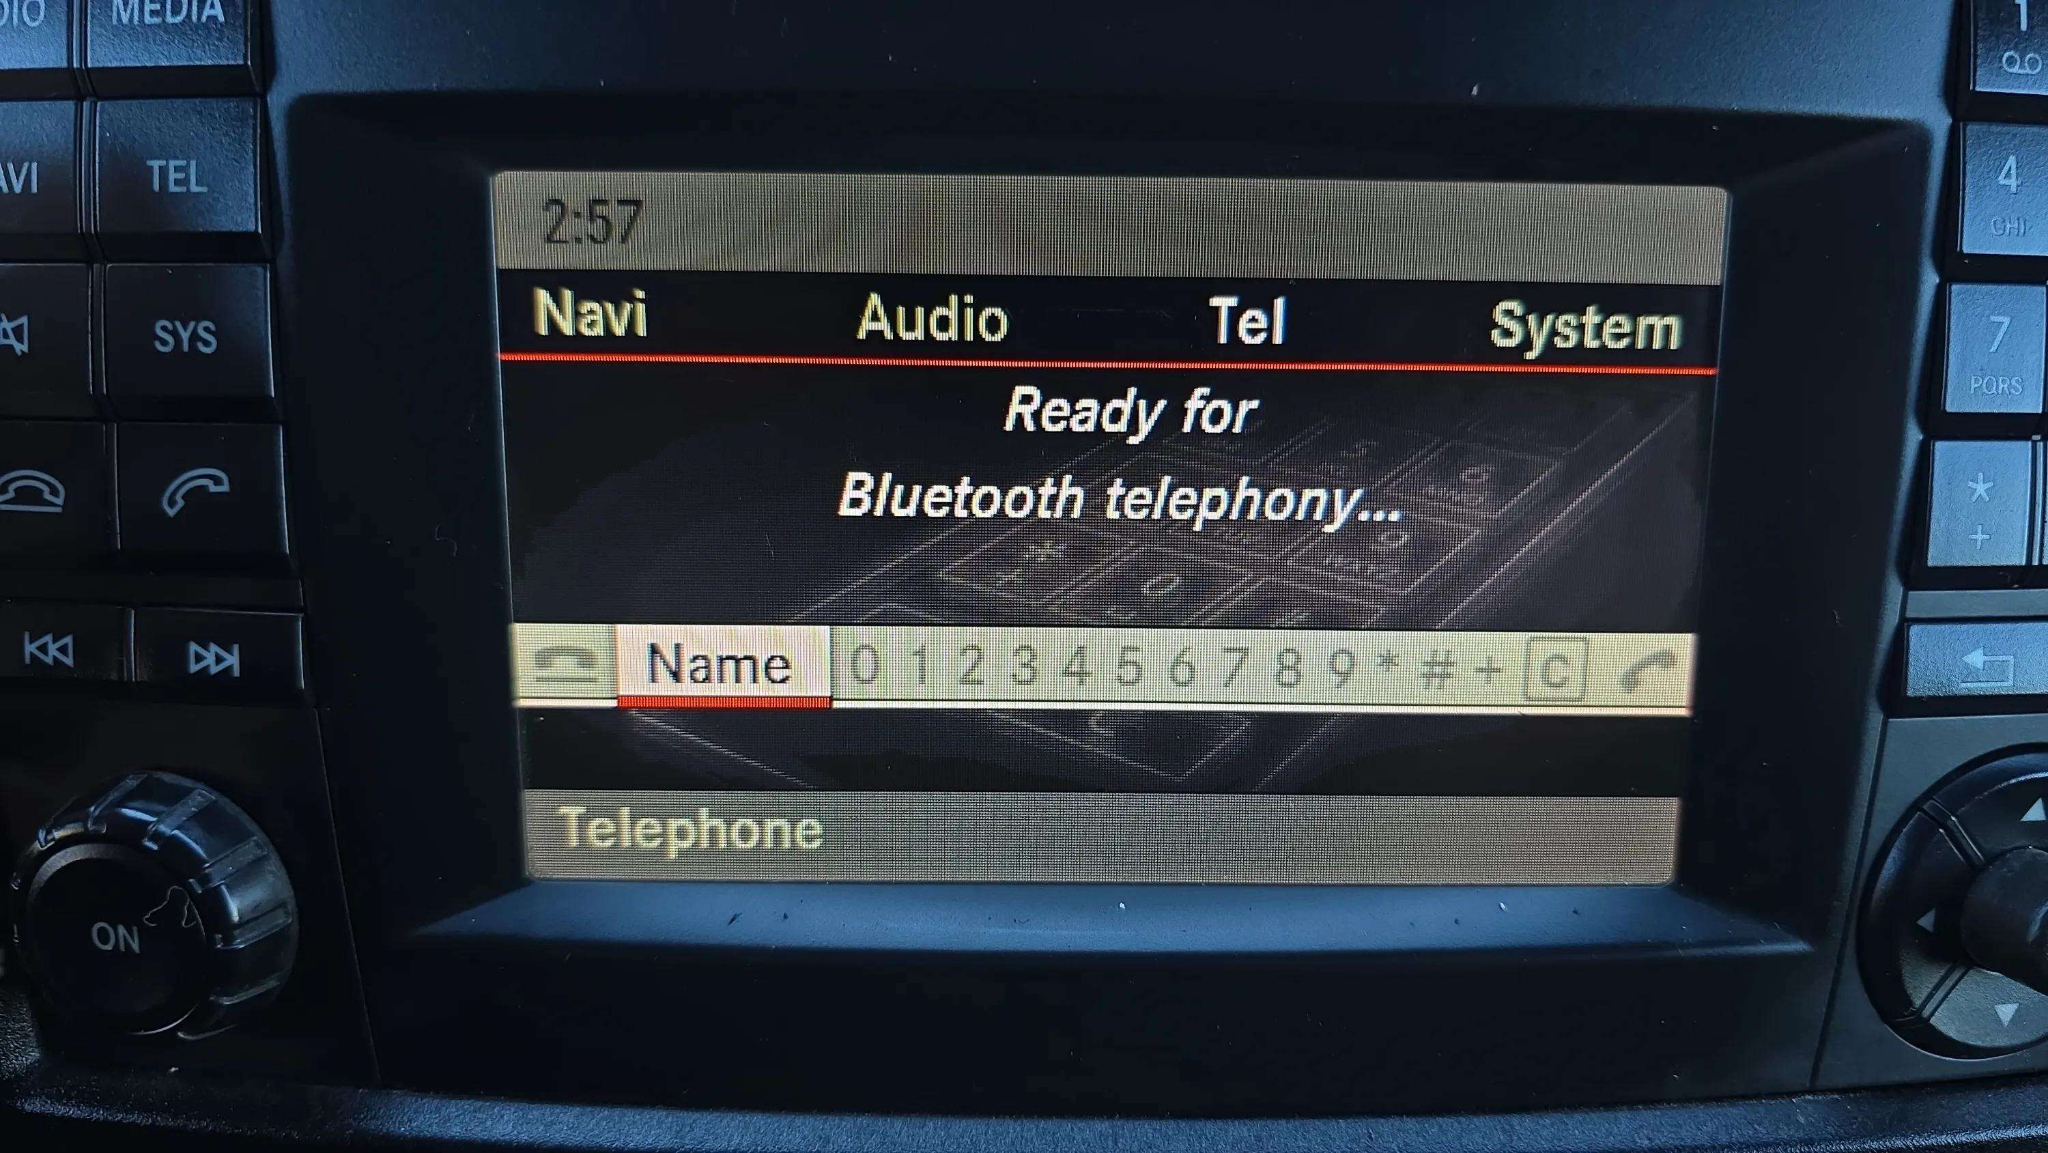 MEDIA
TEL
SYS
ON
2:57
Navi Audio Tel System
Ready for
Bluetooth telephony...
Name 0 1 2 3 4 5 6 7 8 9 * # + C
Telephone
1
4
GHI
7
PQRS
*
+